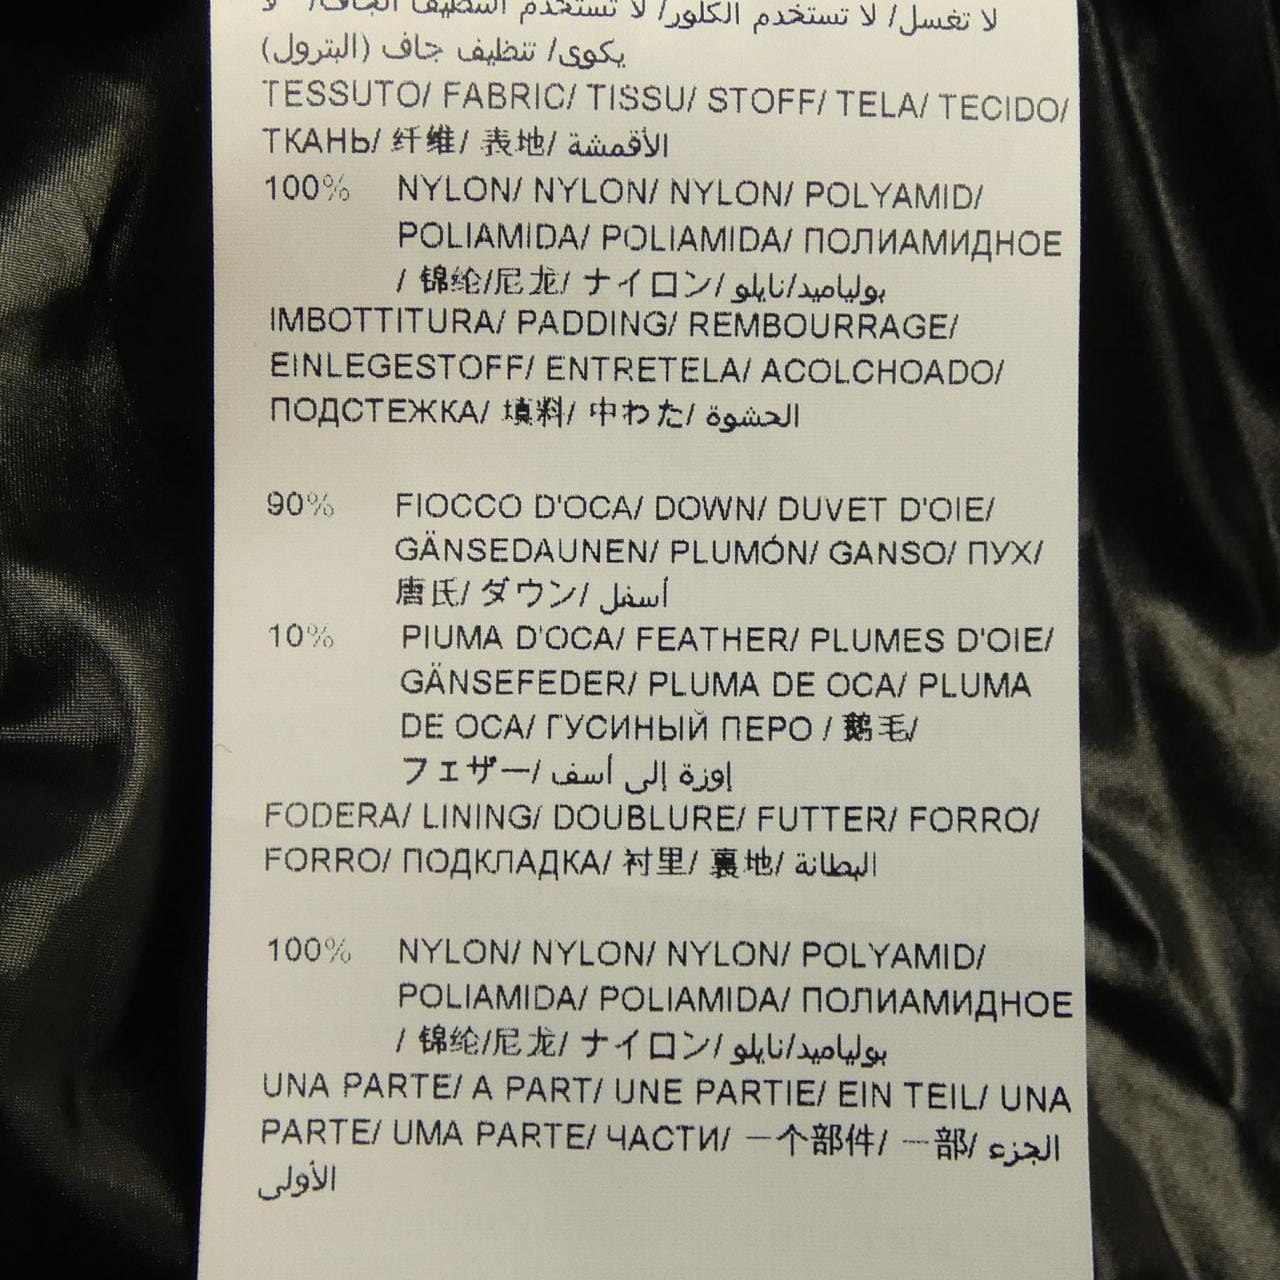 لا تغسل/ لا تستخدم الكلور/ لا تستخدم التنظيف الجاف/ لا
يكوى/ تنظيف جاف (البترول)
TESSUTO/ FABRIC/ TISSU/ STOFF/ TELA/ TECIDO/
ТКАНЬ/ 纤维/ 表地/ الأقمشة
100% NYLON/ NYLON/ NYLON/ POLYAMID/
POLIAMIDA/ POLIAMIDA/ ПОЛИАМИДНОЕ
/ 锦纶/尼龙/ ナイロン/ بولياميد/نايلو
IMBOTTITURA/ PADDING/ REMBOURRAGE/
EINLEGESTOFF/ ENTRETELA/ ACOLCHOADO/
ПОДСТЕЖКА/ 填料/ 中わた/ الحشوة
90% FIOCCO D'OCA/ DOWN/ DUVET D'OIE/
GÄNSEDAUNEN/ PLUMÓN/ GANSO/ ПУХ/
唐氏/ ダウン/ أسفل
10% PIUMA D'OCA/ FEATHER/ PLUMES D'OIE/
GÄNSEFEDER/ PLUMA DE OCA/ PLUMA
DE OCA/ ГУСИНЫЙ ПЕРО / 鹅毛/
フェザー/ إوزة إلى أسف
FODERA/ LINING/ DOUBLURE/ FUTTER/ FORRO/
FORRO/ ПОДКЛАДКА/ 衬里/ 裏地/ البطانة
100% NYLON/ NYLON/ NYLON/ POLYAMID/
POLIAMIDA/ POLIAMIDA/ ПОЛИАМИДНОЕ
/ 锦纶/尼龙/ ナイロン/ بولياميد/نايلو
UNA PARTE/ A PART/ UNE PARTIE/ EIN TEIL/ UNA
PARTE/ UMA PARTE/ ЧАСТИ/ 一个部件/ 一部/ الجزء
الأولى